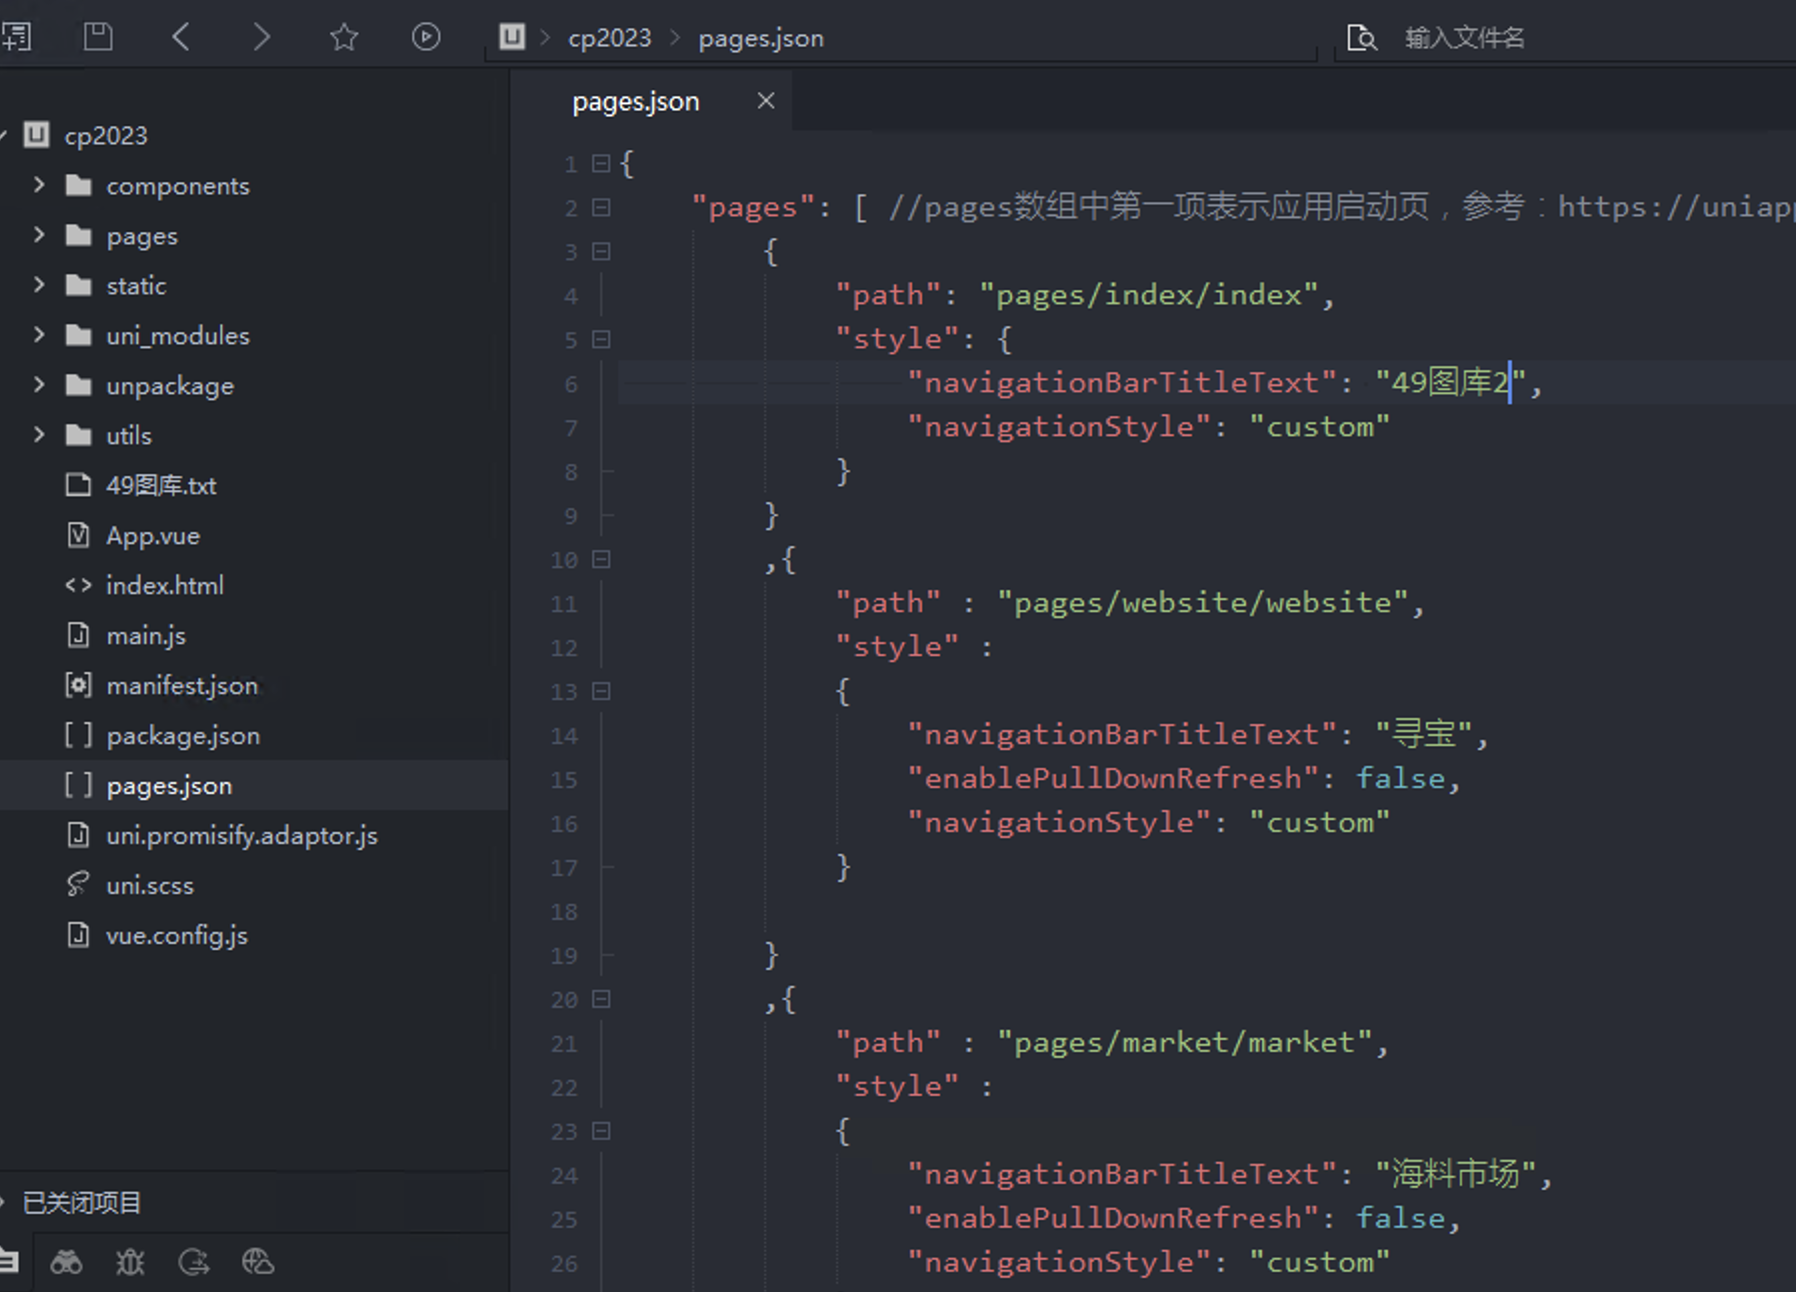 cp2023 > pages.json
输入文件名
pages.json
cp2023
components
pages
static
uni_modules
unpackage
utils
49图库.txt
App.vue
index.html
main.js
manifest.json
package.json
pages.json
uni.promisify.adaptor.js
uni.scss
vue.config.js
已关闭项目
1 {
2 "pages": [ //pages数组中第一项表示应用启动页，参考：https://uniapp
3 {
4 "path": "pages/index/index",
5 "style": {
6 "navigationBarTitleText": "49图库2",
7 "navigationStyle": "custom"
8 }
9 }
10 ,{
11 "path" : "pages/website/website",
12 "style" :
13 {
14 "navigationBarTitleText": "寻宝",
15 "enablePullDownRefresh": false,
16 "navigationStyle": "custom"
17 }
18
19 }
20 ,{
21 "path" : "pages/market/market",
22 "style" :
23 {
24 "navigationBarTitleText": "海料市场",
25 "enablePullDownRefresh": false,
26 "navigationStyle": "custom"